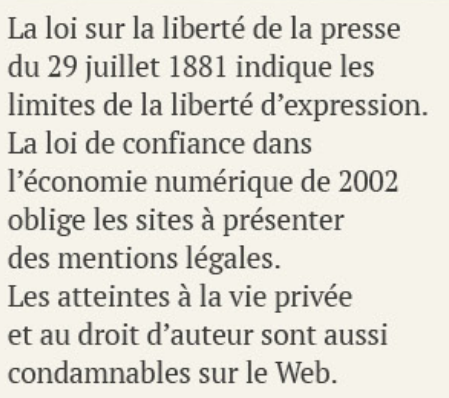 La loi sur la liberté de la presse
du 29 juillet 1881 indique les
limites de la liberté d’expression.
La loi de confiance dans
l’économie numérique de 2002
oblige les sites à présenter
des mentions légales.
Les atteintes à la vie privée
et au droit d’auteur sont aussi
condamnables sur le Web.